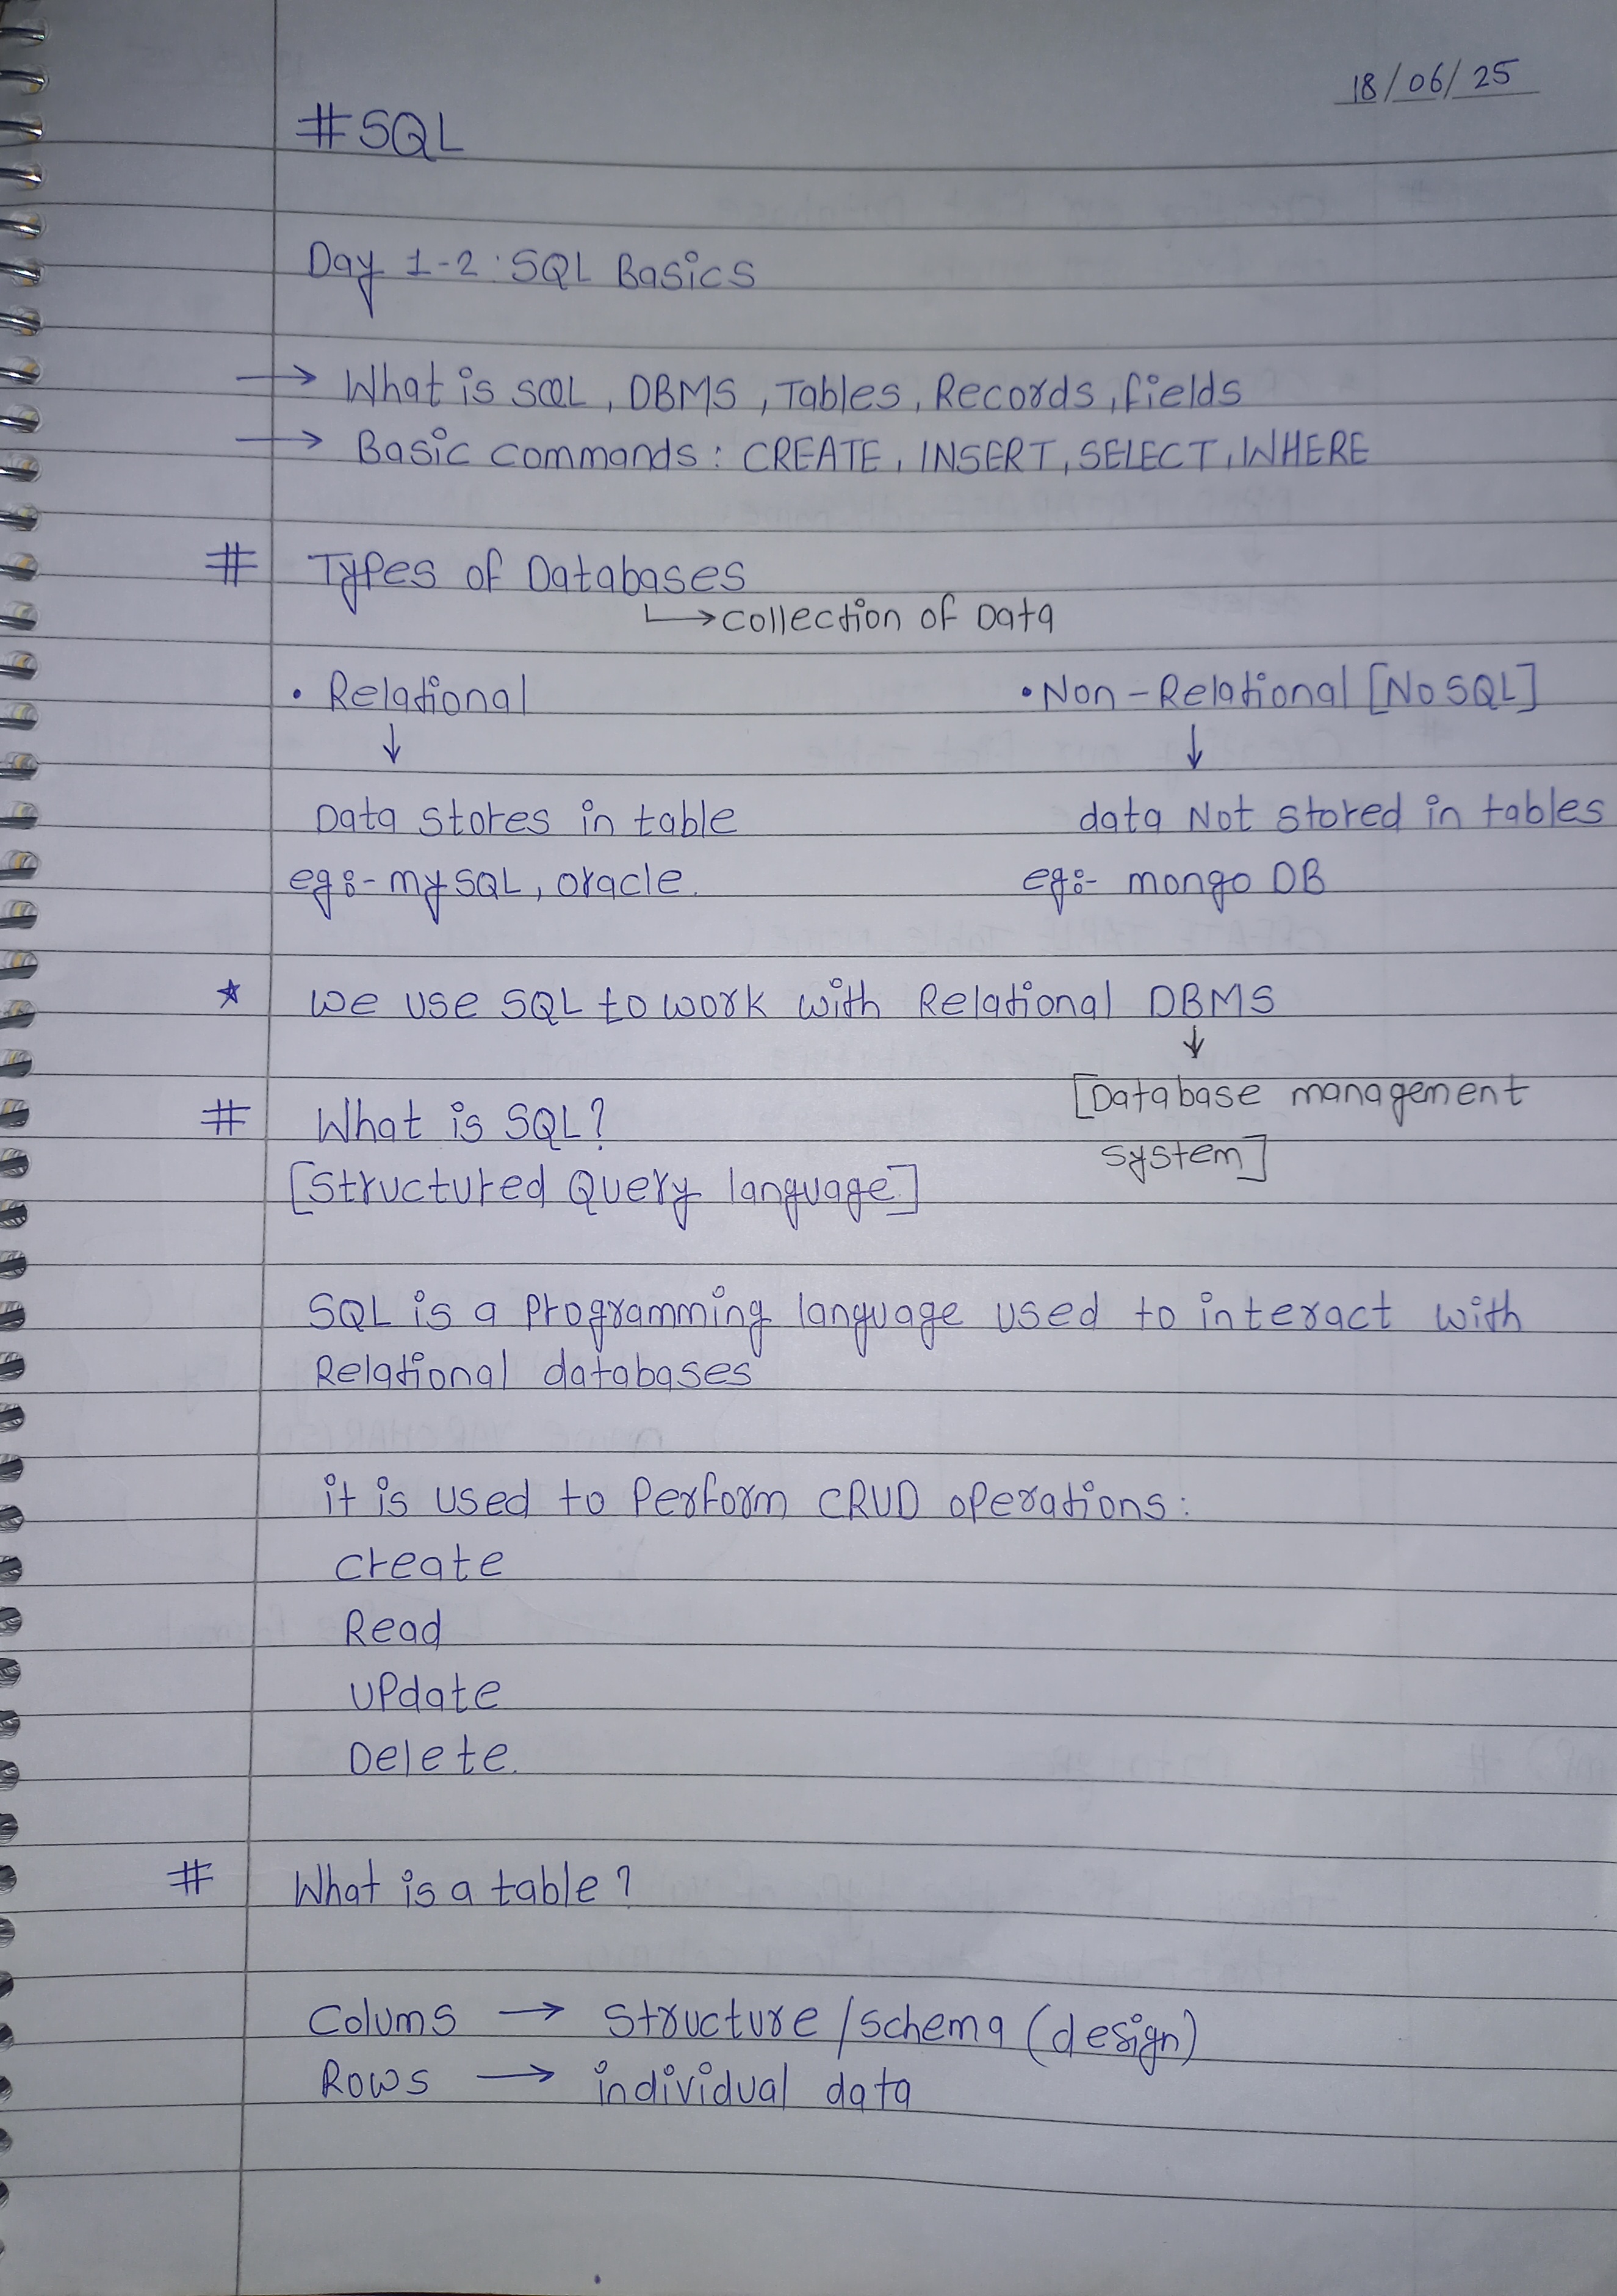 18/06/25
#SQL
Day 1-2: SQL Basics
→ What is SQL, DBMS, Tables, Records, fields
→ Basic commands: CREATE, INSERT, SELECT, WHERE
# Types of Databases
↳ collection of Data
• Relational • Non-Relational [NoSQL]
↓ ↓
Data stores in table data Not stored in tables
eg:- mySQL, oracle. eg:- mongo DB
★ we use SQL to work with Relational DBMS
↓
[Database management
system]
# What is SQL?
[Structured Query language]
SQL is a programming language used to interact with
Relational databases
it is used to perform CRUD operations:
create
Read
update
Delete.
# What is a table?
Colums → structure/schema (design)
Rows → individual data